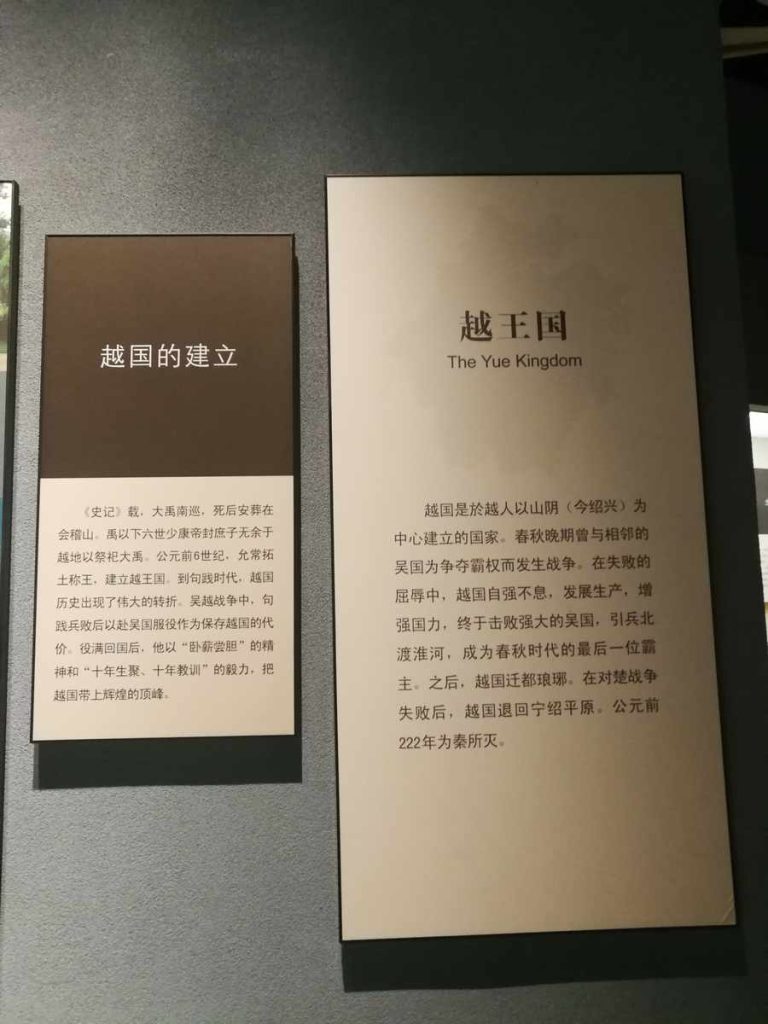 越国的建立
《史记》载，大禹南巡，死后安葬在
会稽山。禹以下六世少康帝封庶子无余于
越地以祭祀大禹。公元前6世纪，允常拓
土称王，建立越王国。到句践时代，越国
历史出现了伟大的转折。吴越战争中，句
践兵败后以赴吴国服役作为保存越国的代
价。役满回国后，他以“卧薪尝胆”的精
神和“十年生聚、十年教训”的毅力，把
越国带上辉煌的顶峰。
越王国
The Yue Kingdom
越国是於越人以山阴（今绍兴）为
中心建立的国家。春秋晚期曾与相邻的
吴国为争夺霸权而发生战争。在失败的
屈辱中，越国自强不息，发展生产，增
强国力，终于击败强大的吴国，引兵北
渡淮河，成为春秋时代的最后一位霸
主。之后，越国迁都琅琊。在对楚战争
失败后，越国退回宁绍平原。公元前
222年为秦所灭。